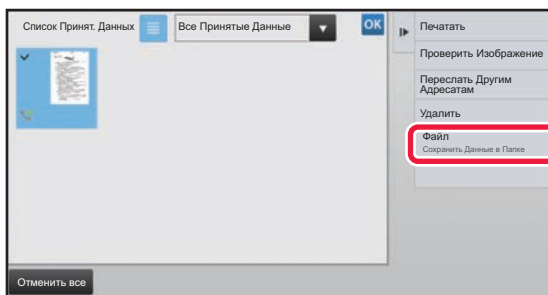 Список Принят. Данных
Все Принятые Данные
OK
Печатать
Проверить Изображение
Переслать Другим
Адресатам
Удалить
Файл
Сохранить Данные в Папке
Отменить все